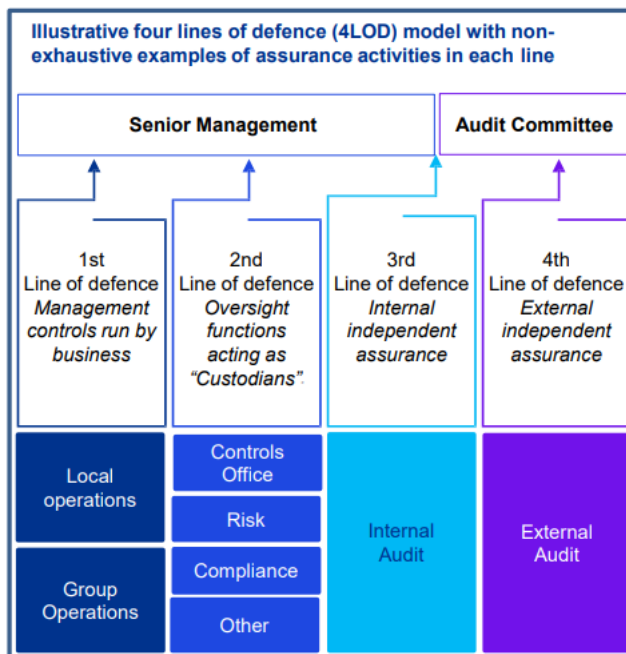 Illustrative four lines of defence (4LOD) model with non-
exhaustive examples of assurance activities in each line
Senior Management
Audit Committee
1st
Line of defence
Management
controls run by
business
2nd
Line of defence
Oversight
functions
acting as
“Custodians”.
3rd
Line of defence
Internal
independent
assurance
4th
Line of defence
External
independent
assurance
Local
operations
Group
Operations
Controls
Office
Risk
Compliance
Other
Internal
Audit
External
Audit